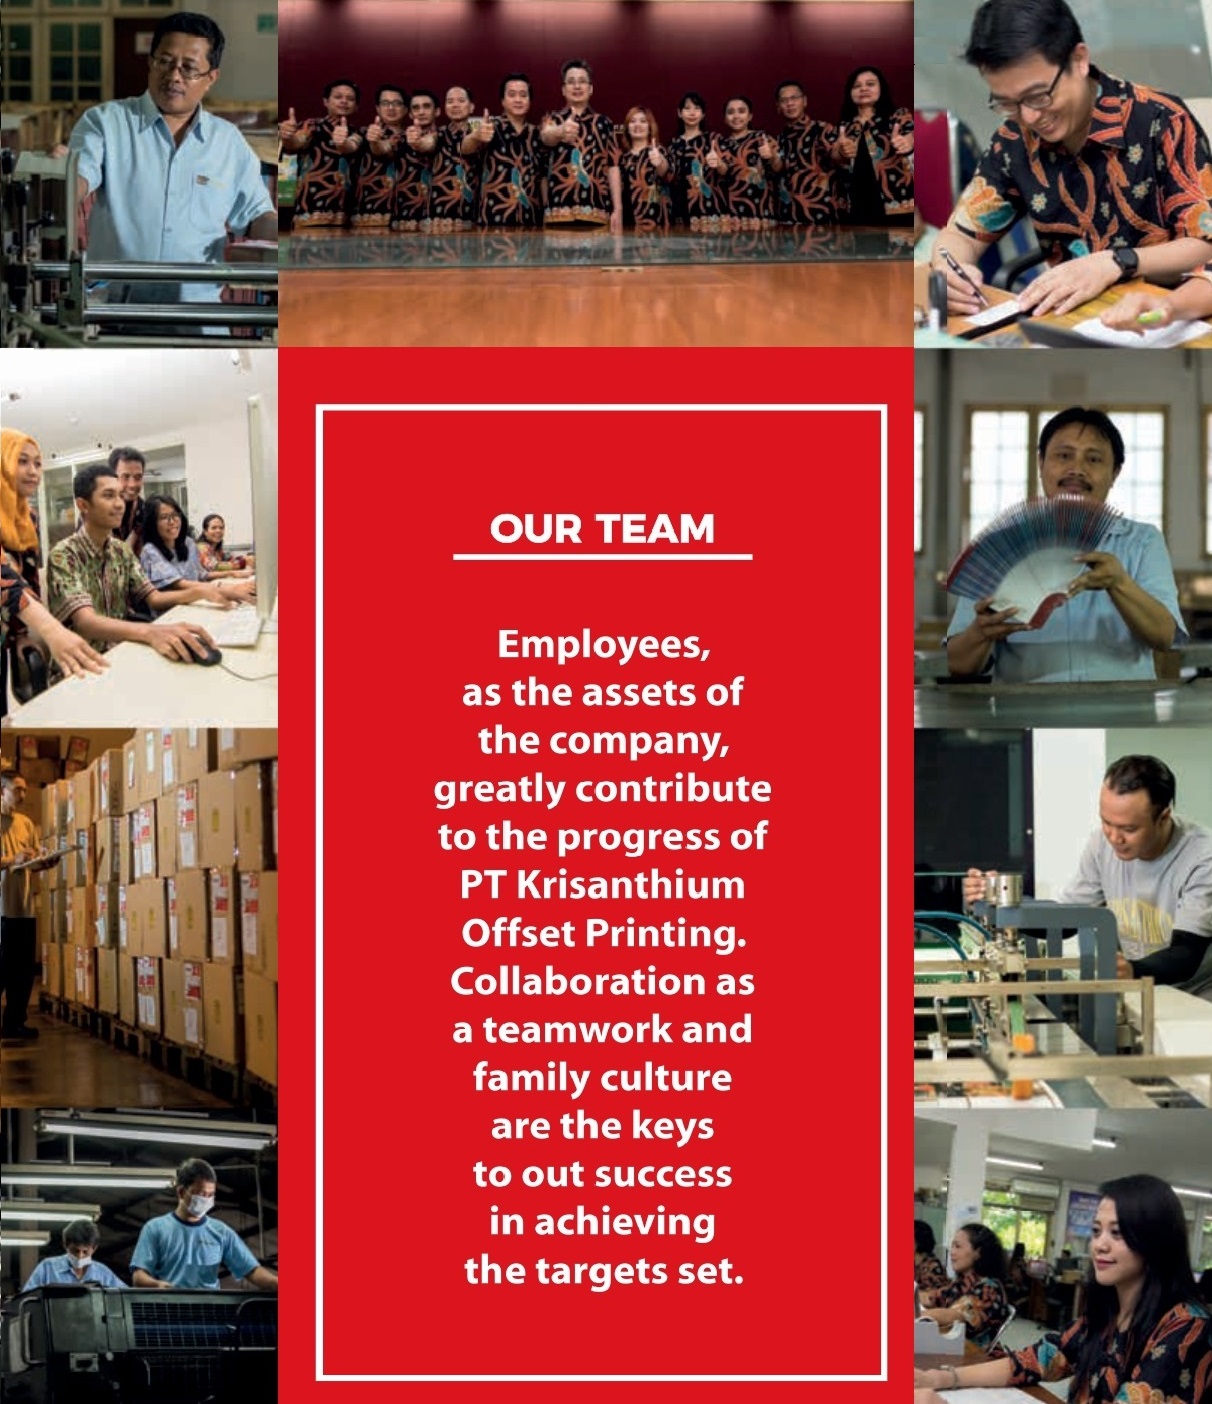 OUR TEAM
Employees,
as the assets of
the company,
greatly contribute
to the progress of
PT Krisanthium
Offset Printing.
Collaboration as
a teamwork and
family culture
are the keys
to out success
in achieving
the targets set.